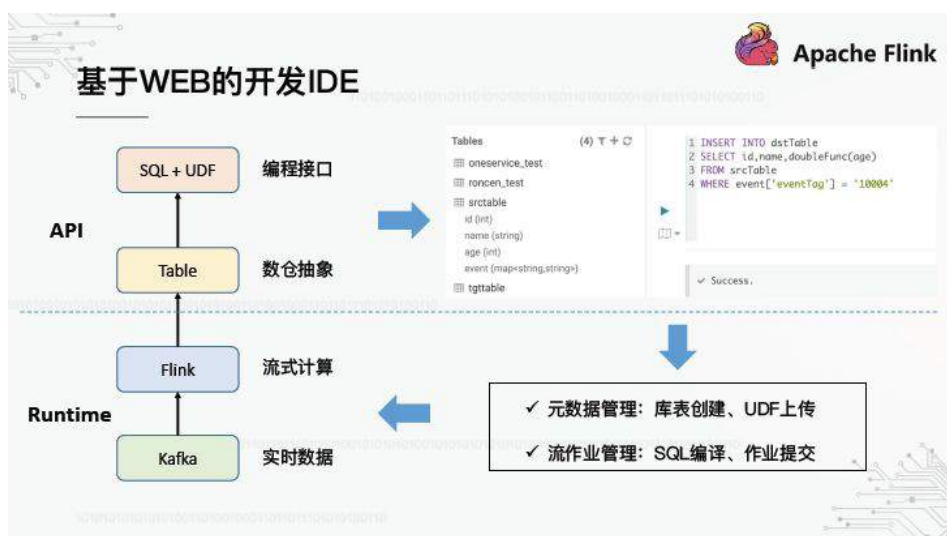 Apache Flink
基于WEB的开发IDE
API
SQL + UDF
编程接口
Table
数仓抽象
Tables (4)
oneservice_test
roncen_test
srctable
id (int)
name (string)
age (int)
event (map<string,string>)
tgttable
1 INSERT INTO dstTable
2 SELECT id,name,doubleFunc(age)
3 FROM srcTable
4 WHERE event['eventTag'] = '10004'
✓ Success.
Runtime
Flink
流式计算
Kafka
实时数据
✓ 元数据管理：库表创建、UDF上传
✓ 流作业管理：SQL编译、作业提交